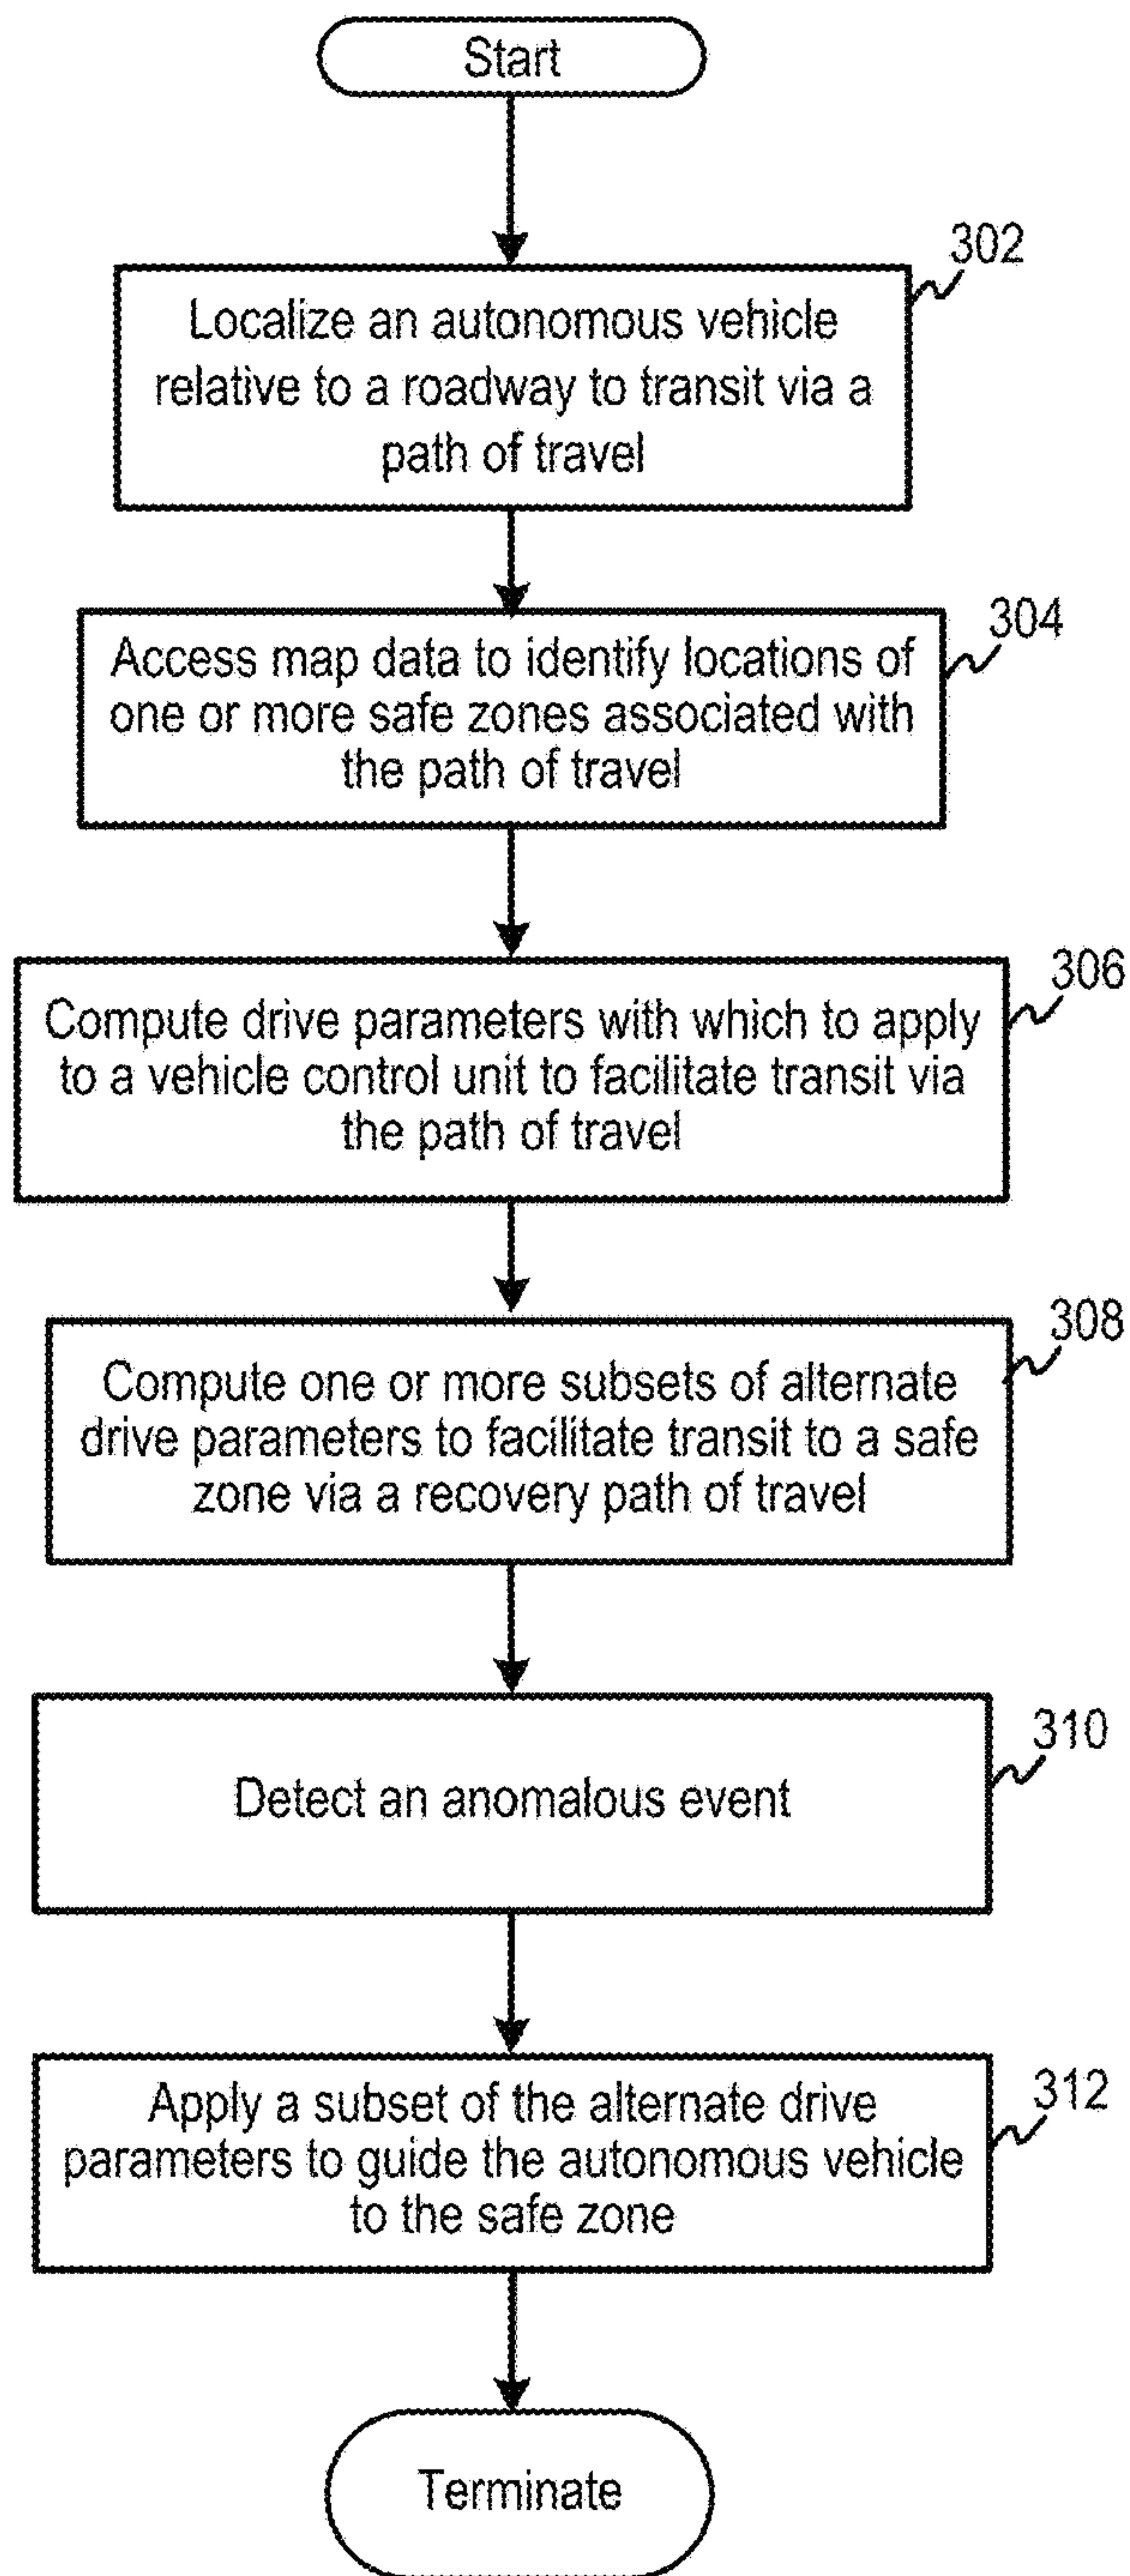 Start
302
Localize an autonomous vehicle
relative to a roadway to transit via a
path of travel
304
Access map data to identify locations of
one or more safe zones associated with
the path of travel
306
Compute drive parameters with which to apply
to a vehicle control unit to facilitate transit via
the path of travel
308
Compute one or more subsets of alternate
drive parameters to facilitate transit to a safe
zone via a recovery path of travel
310
Detect an anomalous event
312
Apply a subset of the alternate drive
parameters to guide the autonomous vehicle
to the safe zone
Terminate